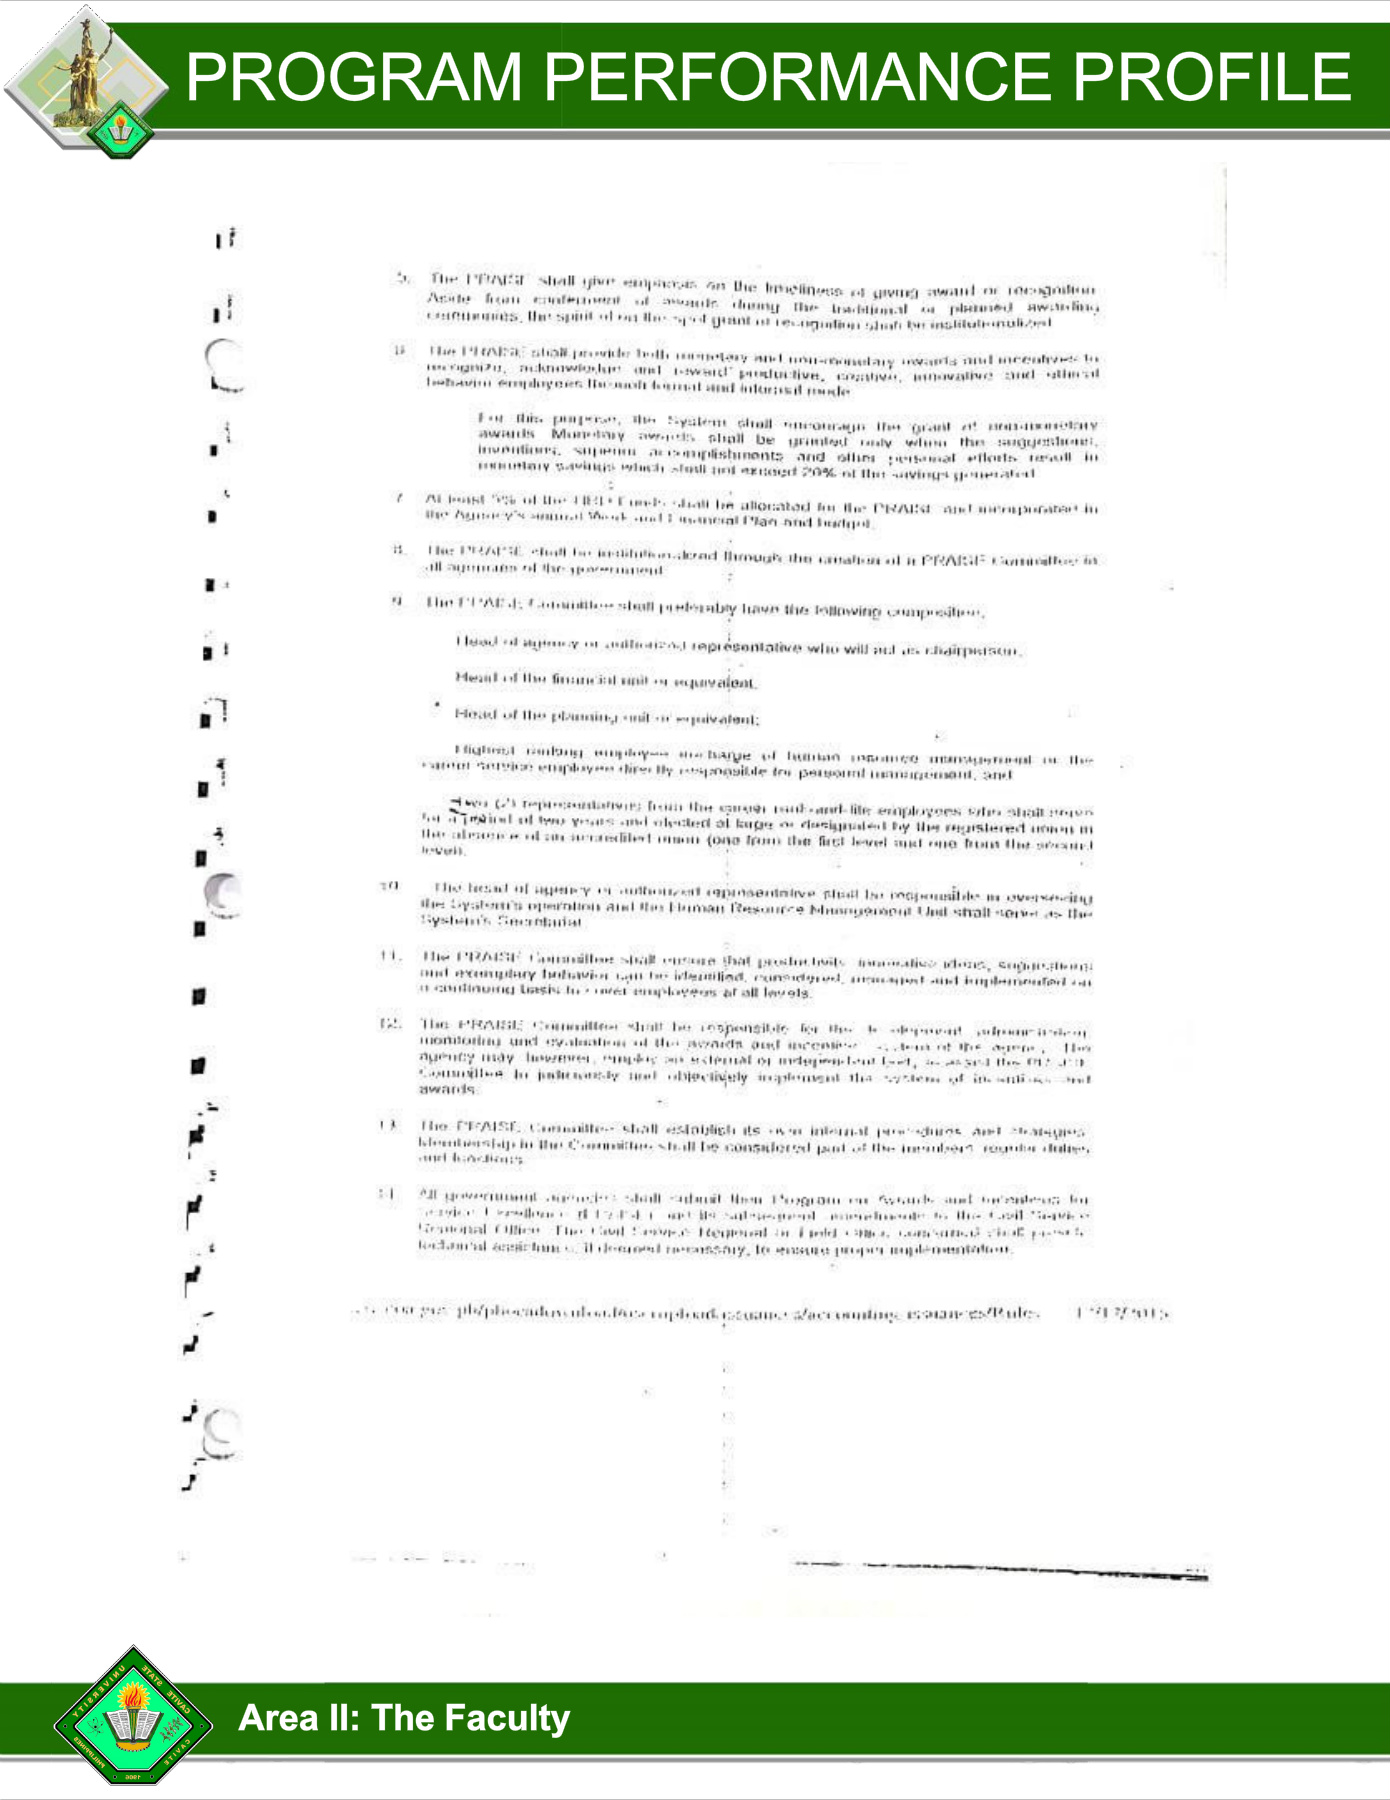 PROGRAM PERFORMANCE PROFILE
5. The PRAISE shall give emphasis on the timeliness of giving award or recognition.
Aside from conferment of awards during the traditional or planned awarding
ceremonies, the spirit of on the spot grant of recognition shall be institutionalized
6. The PRAISE shall provide both monetary and non-monetary awards and incentives to
recognize, acknowledge and reward productive, creative, innovative and ethical
behavior employees through formal and informal mode
For this purpose, the System shall encourage the grant of non-monetary
awards. Monetary awards shall be granted only when the suggestions,
inventions, superior accomplishments and other personal efforts result in
monetary savings which shall not exceed 20% of the savings generated
7. At least 5% of the HRD Funds shall be allocated for the PRAISE and incorporated in
the Agency's annual Work and Financial Plan and budget.
8. The PRAISE shall be institutionalized through the creation of a PRAISE Committee in
all agencies of the government
9. The PRAISE Committee shall preferably have the following composition.
Head of agency or authorized representative who will act as chairperson.
Head of the financial unit or equivalent.
Head of the planning unit or equivalent;
Highest ranking employee in-charge of human resource management or the
career service employee directly responsible for personal management, and
Two (2) representatives from the career rank-and-file employees who shall serve
for a period of two years and elected at large or designated by the registered union in
the absence of an accredited union (one from the first level and one from the second
level).
10. The head of agency or authorized representative shall be responsible in overseeing
the System's operation and the Human Resource Management Unit shall serve as the
System's Secretariat
11. The PRAISE Committee shall ensure that productivity, innovative ideas, suggestions
and exemplary behavior can be identified, considered, managed and implemented on
a continuing basis to cover employees at all levels.
12. The PRAISE Committee shall be responsible for the development, administration,
monitoring and evaluation of the awards and incentive system of the agency. The
agency may, however, employ an external or independent body to assist the PRAISE
Committee to judiciously and objectively implement the system of incentives and
awards.
13. The PRAISE Committee shall establish its own internal procedures and strategies.
Membership in the Committee shall be considered part of the members' regular duties
and functions.
14. All government agencies shall submit their Program on Awards and Incentives for
Service Excellence (PRAISE) and its subsequent amendments to the Civil Service
Regional Office. The Civil Service Regional or Field Office concerned shall provide
technical assistance, if deemed necessary, to ensure proper implementation.
Area II: The Faculty
CAVITE STATE UNIVERSITY
CAVITE PHILIPPINES
1906